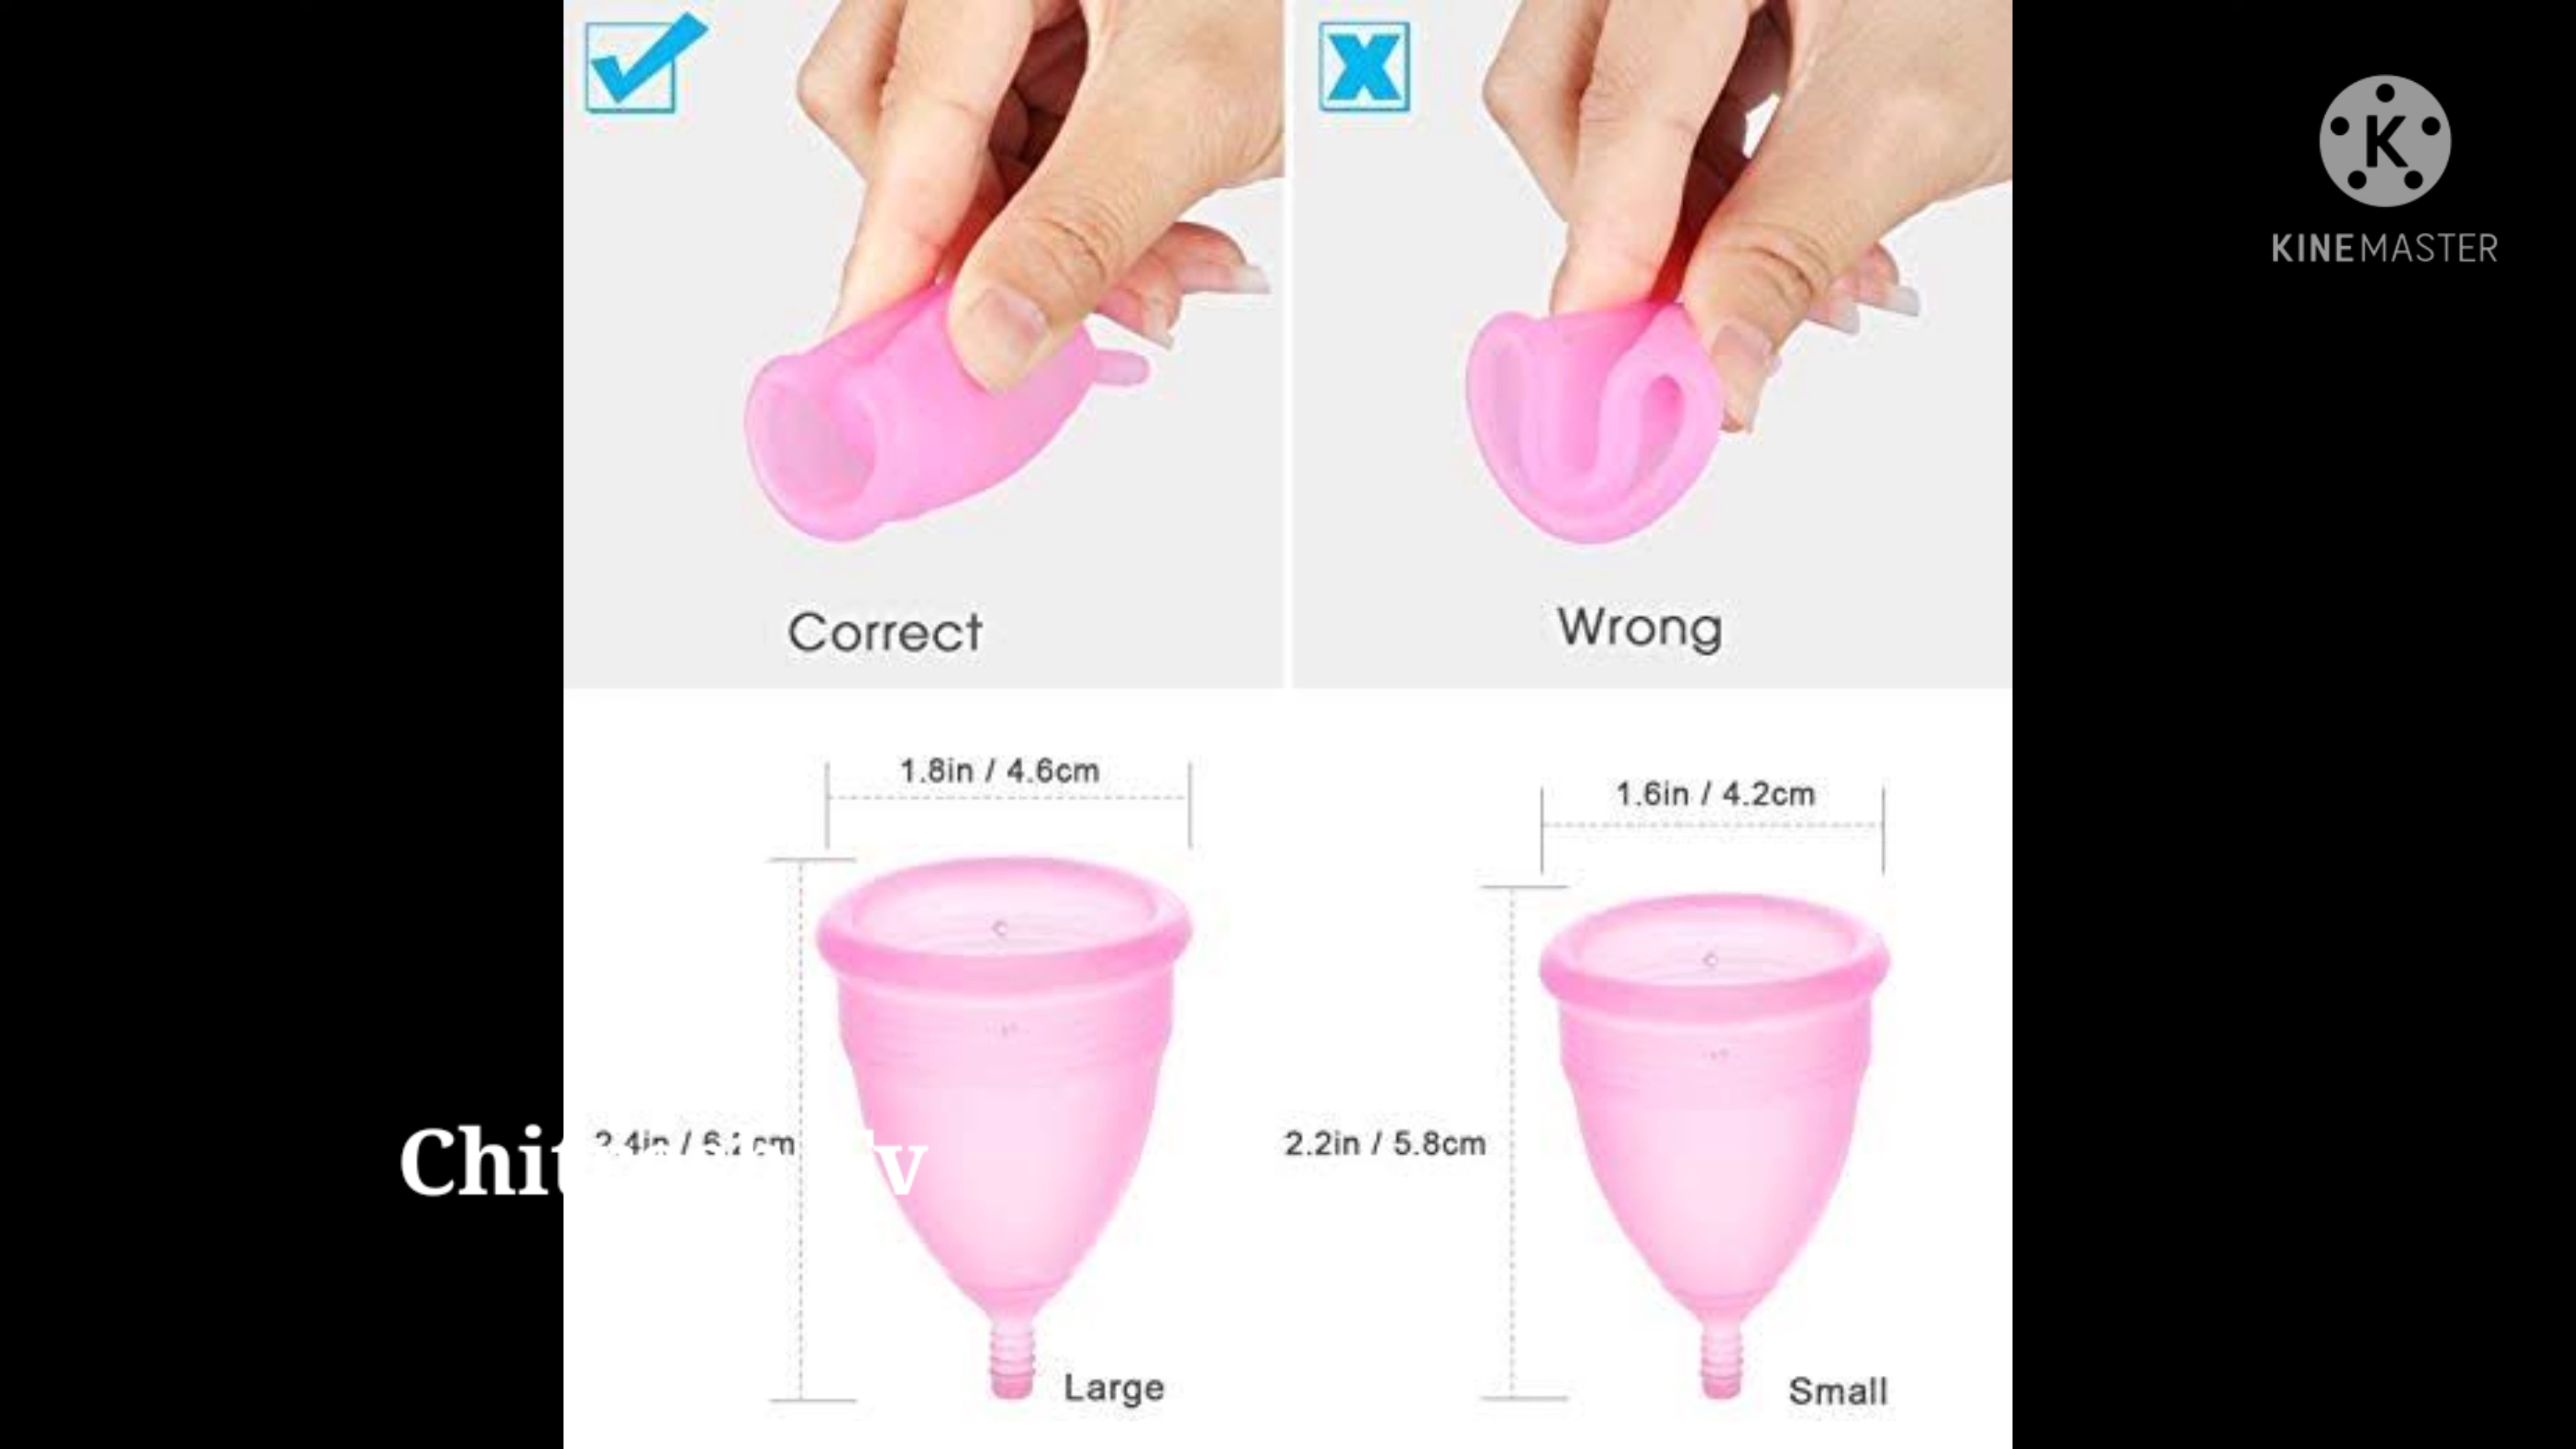 K
KINEMASTER
Correct
Wrong
1.8in / 4.6cm
1.6in / 4.2cm
2.2in / 5.8cm
Large
Small